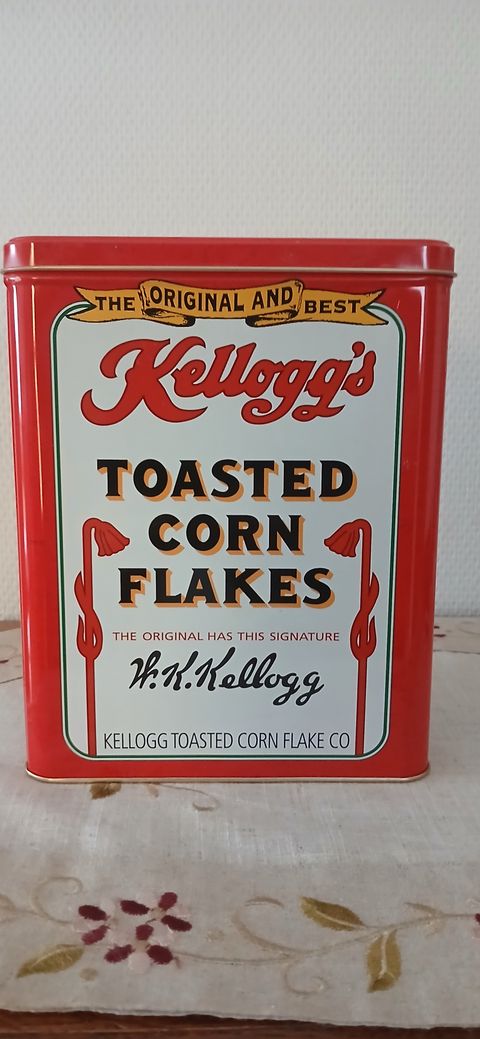 THE ORIGINAL AND BEST
Kellogg's
TOASTED
CORN
FLAKES
THE ORIGINAL HAS THIS SIGNATURE
W.K.Kellogg
KELLOGG TOASTED CORN FLAKE CO